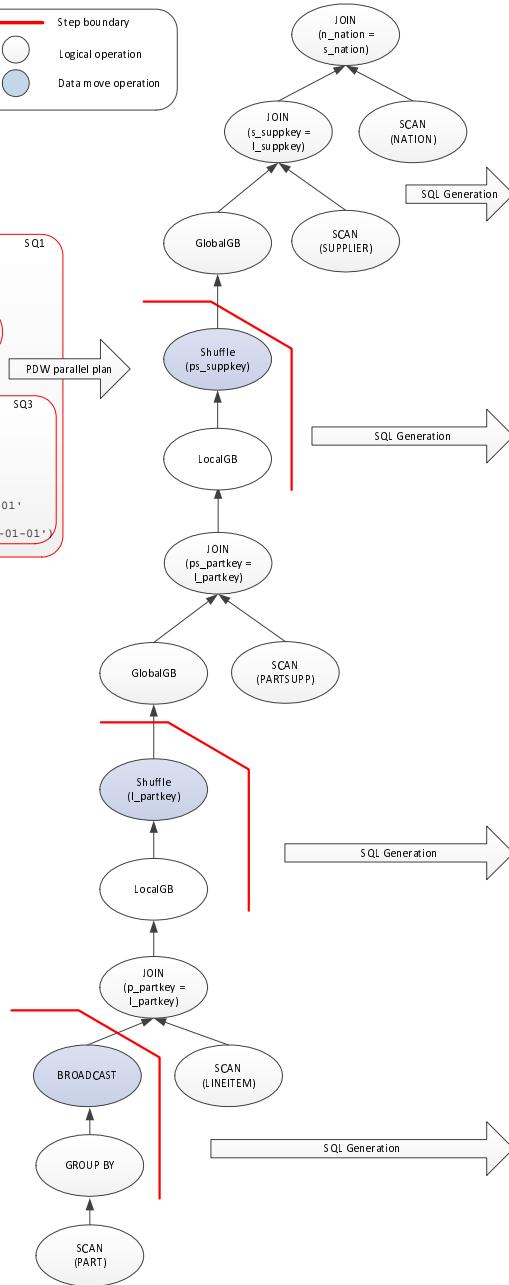 Step boundary
Logical operation
Data move operation
JOIN
(n_nation =
s_nation)
JOIN
(s_suppkey =
l_suppkey)
SCAN
(NATION)
SQL Generation
GlobalGB
SCAN
(SUPPLIER)
SQ1
Shuffle
(ps_suppkey)
PDW parallel plan
SQ3
LocalGB
SQL Generation
01'
-01-01')
JOIN
(ps_partkey =
l_partkey)
GlobalGB
SCAN
(PARTSUPP)
Shuffle
(l_partkey)
SQL Generation
LocalGB
JOIN
(p_partkey =
l_partkey)
BROADCAST
SCAN
(LINEITEM)
SQL Generation
GROUP BY
SCAN
(PART)